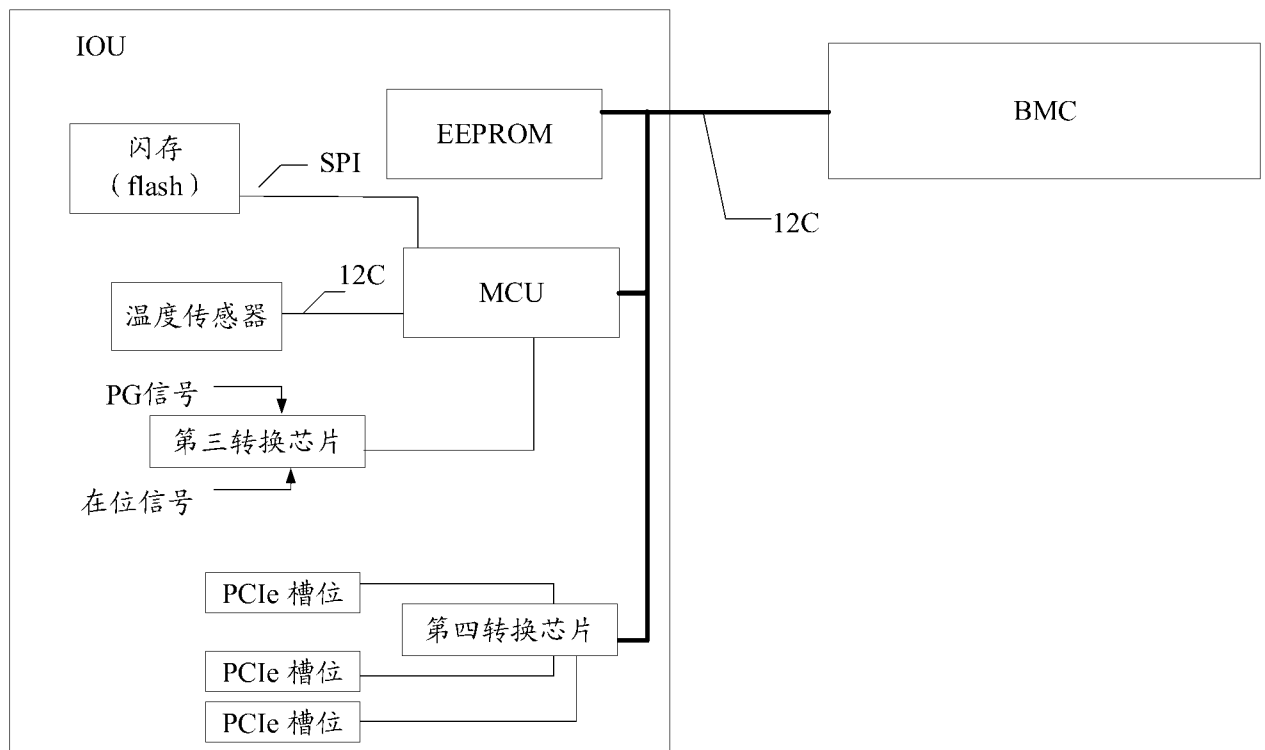 IOU
BMC
EEPROM
闪存
（flash）
SPI
12C
12C
MCU
温度传感器
PG信号
第三转换芯片
在位信号
PCIe 槽位
第四转换芯片
PCIe 槽位
PCIe 槽位